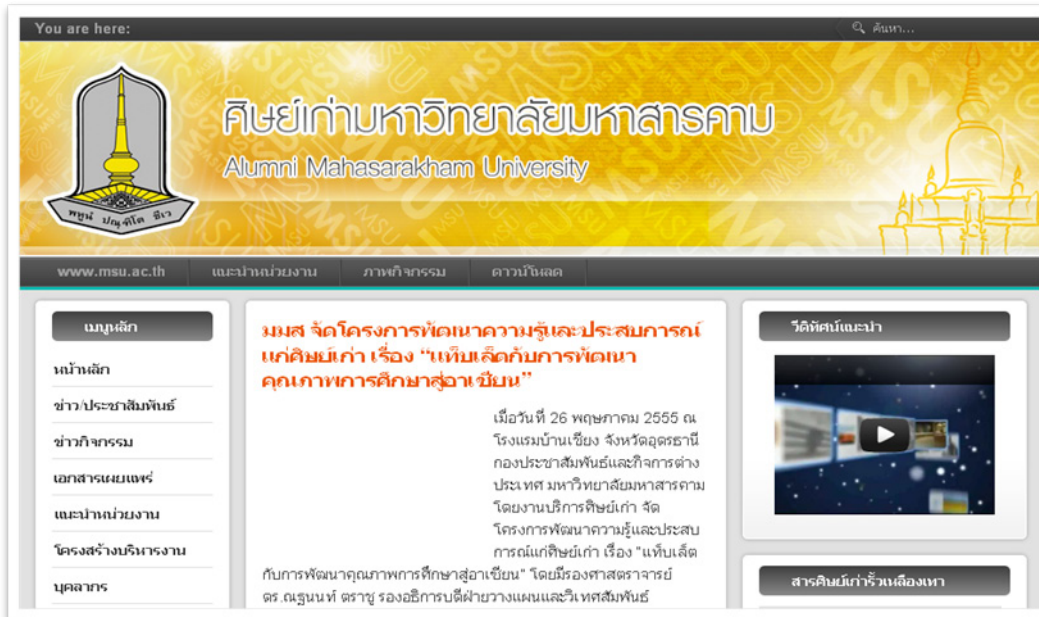 You are here:
ค้นหา...
ศิษย์เก่ามหาวิทยาลัยมหาสารคาม
Alumni Mahasarakham University
พหูนํ ปณฺฑิโต ชีเว
www.msu.ac.th แนะนำหน่วยงาน ภาพกิจกรรม ดาวน์โหลด
เมนูหลัก
หน้าหลัก
ข่าว/ประชาสัมพันธ์
ข่าวกิจกรรม
เอกสารเผยแพร่
แนะนำหน่วยงาน
โครงสร้างบริหารงาน
บุคลากร
มมส จัดโครงการพัฒนาความรู้และประสบการณ์
แก่ศิษย์เก่า เรื่อง “แท็บเล็ตกับการพัฒนา
คุณภาพการศึกษาสู่อาเซียน”
เมื่อวันที่ 26 พฤษภาคม 2555 ณ
โรงแรมบ้านเชียง จังหวัดอุดรธานี
กองประชาสัมพันธ์และกิจการต่าง
ประเทศ มหาวิทยาลัยมหาสารคาม
โดยงานบริการศิษย์เก่า จัด
โครงการพัฒนาความรู้และประสบ
การณ์แก่ศิษย์เก่า เรื่อง "แท็บเล็ต
กับการพัฒนาคุณภาพการศึกษาสู่อาเซียน" โดยมีรองศาสตราจารย์
ดร.ณฐนนท์ ตราชู รองอธิการบดีฝ่ายวางแผนและวิเทศสัมพันธ์
วีดิทัศน์แนะนำ
สารศิษย์เก่ารั้วเหลืองเทา